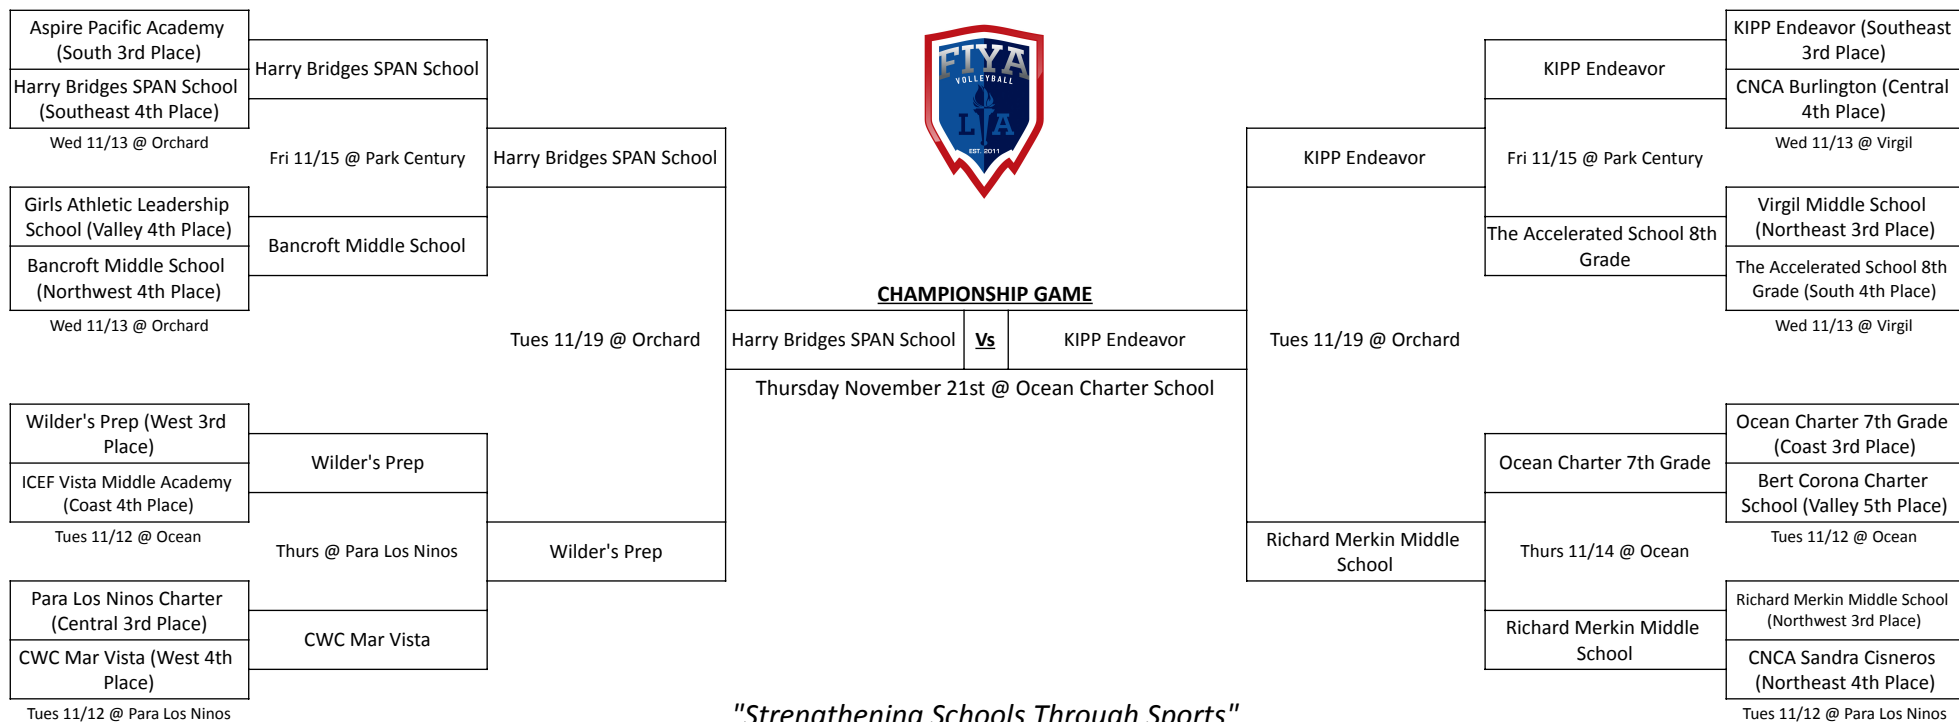 Aspire Pacific Academy
(South 3rd Place)
Harry Bridges SPAN School
(Southeast 4th Place)
Wed 11/13 @ Orchard
Girls Athletic Leadership
School (Valley 4th Place)
Bancroft Middle School
(Northwest 4th Place)
Wed 11/13 @ Orchard
Wilder's Prep (West 3rd
Place)
ICEF Vista Middle Academy
(Coast 4th Place)
Tues 11/12 @ Ocean
Para Los Ninos Charter
(Central 3rd Place)
CWC Mar Vista (West 4th
Place)
Tues 11/12 @ Para Los Ninos
Harry Bridges SPAN School
Fri 11/15 @ Park Century
Bancroft Middle School
Wilder's Prep
Thurs @ Para Los Ninos
CWC Mar Vista
Harry Bridges SPAN School
Tues 11/19 @ Orchard
Wilder's Prep
FIYA
VOLLEYBALL
LA
EST. 2011
CHAMPIONSHIP GAME
Harry Bridges SPAN School Vs KIPP Endeavor
Thursday November 21st @ Ocean Charter School
"Strengthening Schools Through Sports"
KIPP Endeavor
Tues 11/19 @ Orchard
Richard Merkin Middle
School
KIPP Endeavor
Fri 11/15 @ Park Century
The Accelerated School 8th
Grade
Ocean Charter 7th Grade
Thurs 11/14 @ Ocean
Richard Merkin Middle
School
KIPP Endeavor (Southeast
3rd Place)
CNCA Burlington (Central
4th Place)
Wed 11/13 @ Virgil
Virgil Middle School
(Northeast 3rd Place)
The Accelerated School 8th
Grade (South 4th Place)
Wed 11/13 @ Virgil
Ocean Charter 7th Grade
(Coast 3rd Place)
Bert Corona Charter
School (Valley 5th Place)
Tues 11/12 @ Ocean
Richard Merkin Middle School
(Northwest 3rd Place)
CNCA Sandra Cisneros
(Northeast 4th Place)
Tues 11/12 @ Para Los Ninos